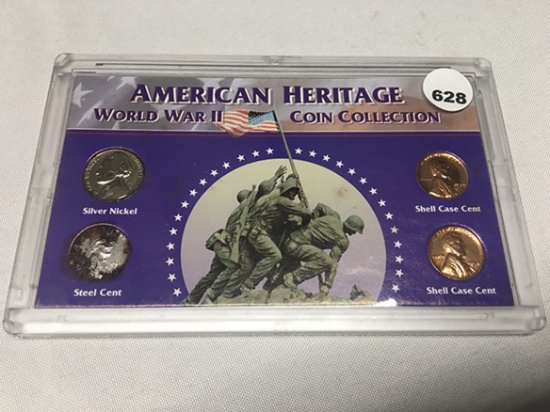 AMERICAN HERITAGE
WORLD WAR II COIN COLLECTION
628
Silver Nickel
Shell Case Cent
Steel Cent
Shell Case Cent